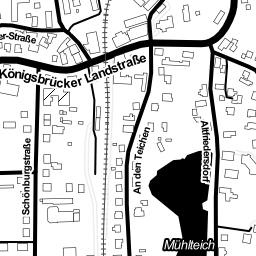 er-Straße
Königsbrücker Landstraße
Schönburgstraße
An den Teichen
Altfriedersdorf
Mühlteich